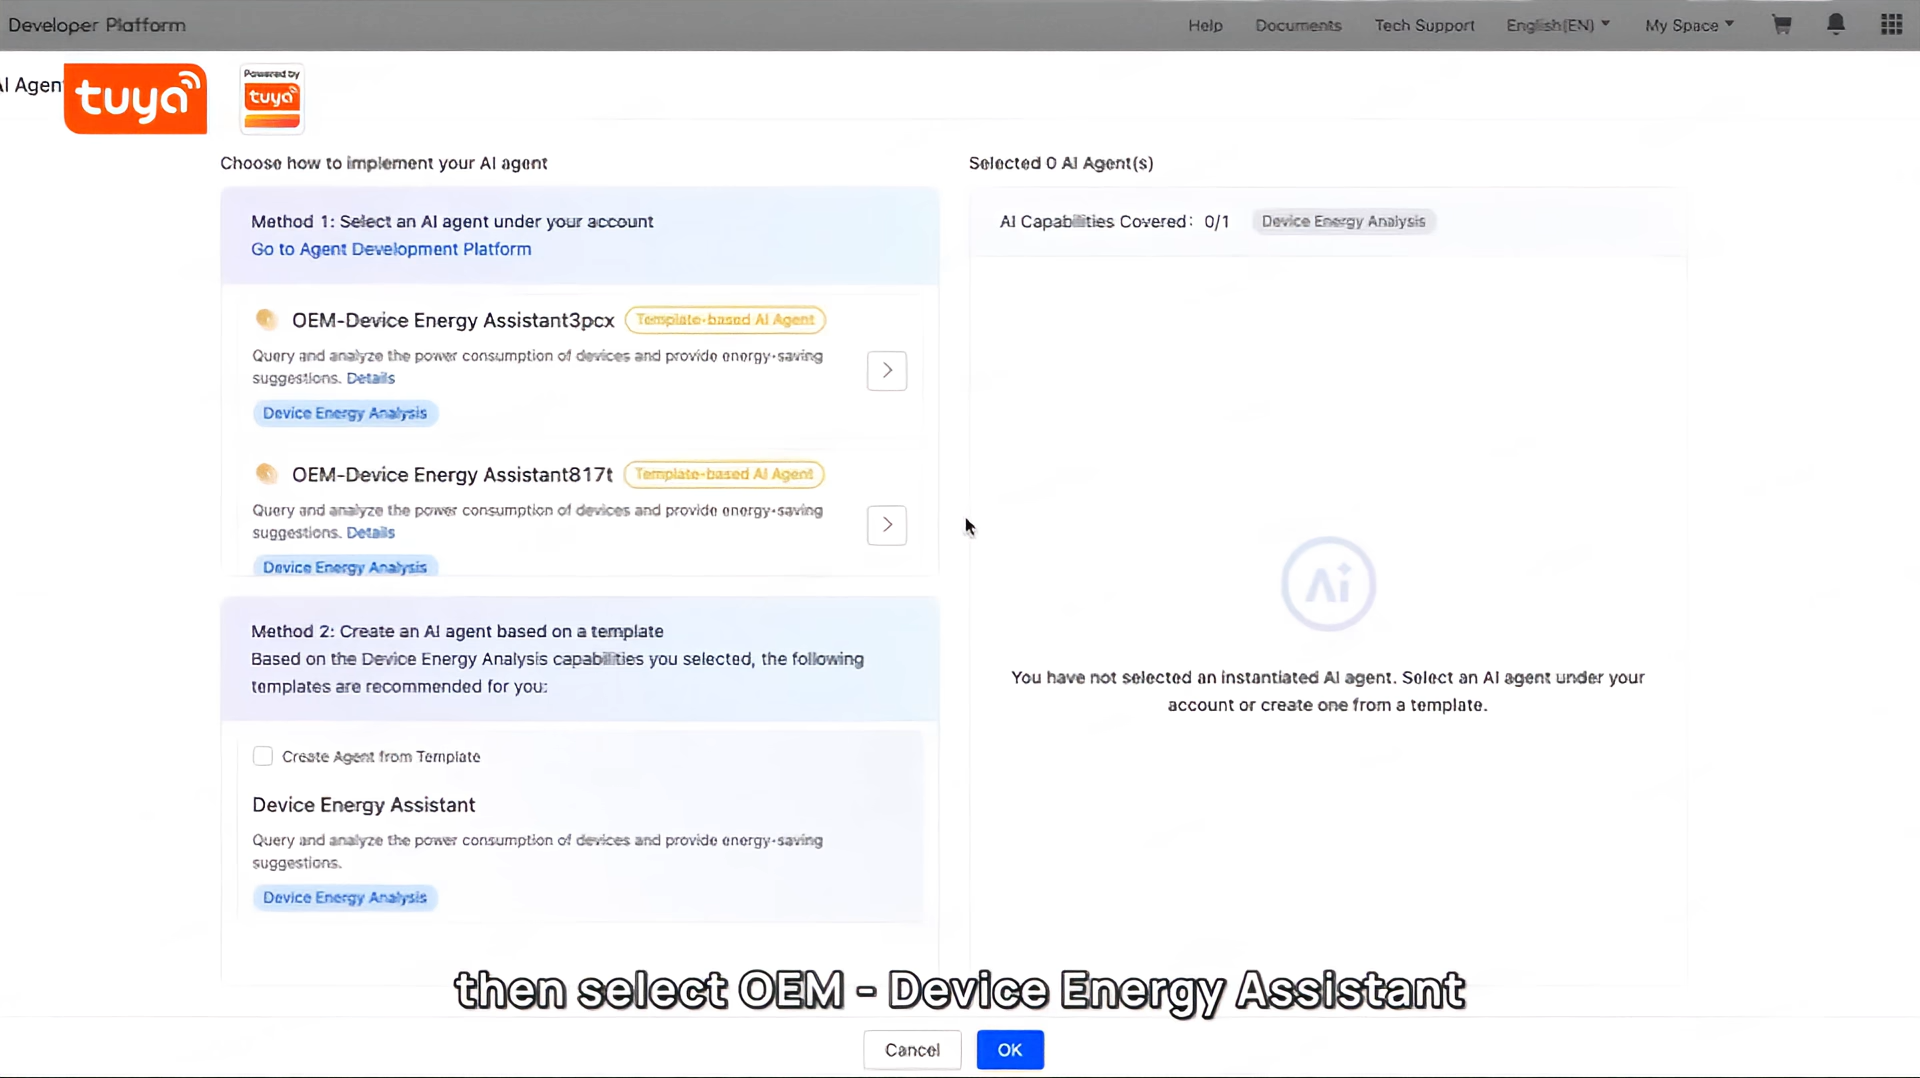 Developer Platform
Help Documents Tech Support English(EN) My Space
AI Agen
tuya
Powered by
tuya
Choose how to implement your AI agent
Selected 0 AI Agent(s)
Method 1: Select an AI agent under your account
Go to Agent Development Platform
AI Capabilities Covered: 0/1 Device Energy Analysis
OEM-Device Energy Assistant3pcx Template-based AI Agent
Query and analyze the power consumption of devices and provide energy-saving
suggestions. Details
Device Energy Analysis
OEM-Device Energy Assistant817t Template-based AI Agent
Query and analyze the power consumption of devices and provide energy-saving
suggestions. Details
Device Energy Analysis
Ai
You have not selected an instantiated AI agent. Select an AI agent under your
account or create one from a template.
Method 2: Create an AI agent based on a template
Based on the Device Energy Analysis capabilities you selected, the following
templates are recommended for you:
Create Agent from Template
Device Energy Assistant
Query and analyze the power consumption of devices and provide energy-saving
suggestions.
Device Energy Analysis
then select OEM - Device Energy Assistant
Cancel OK